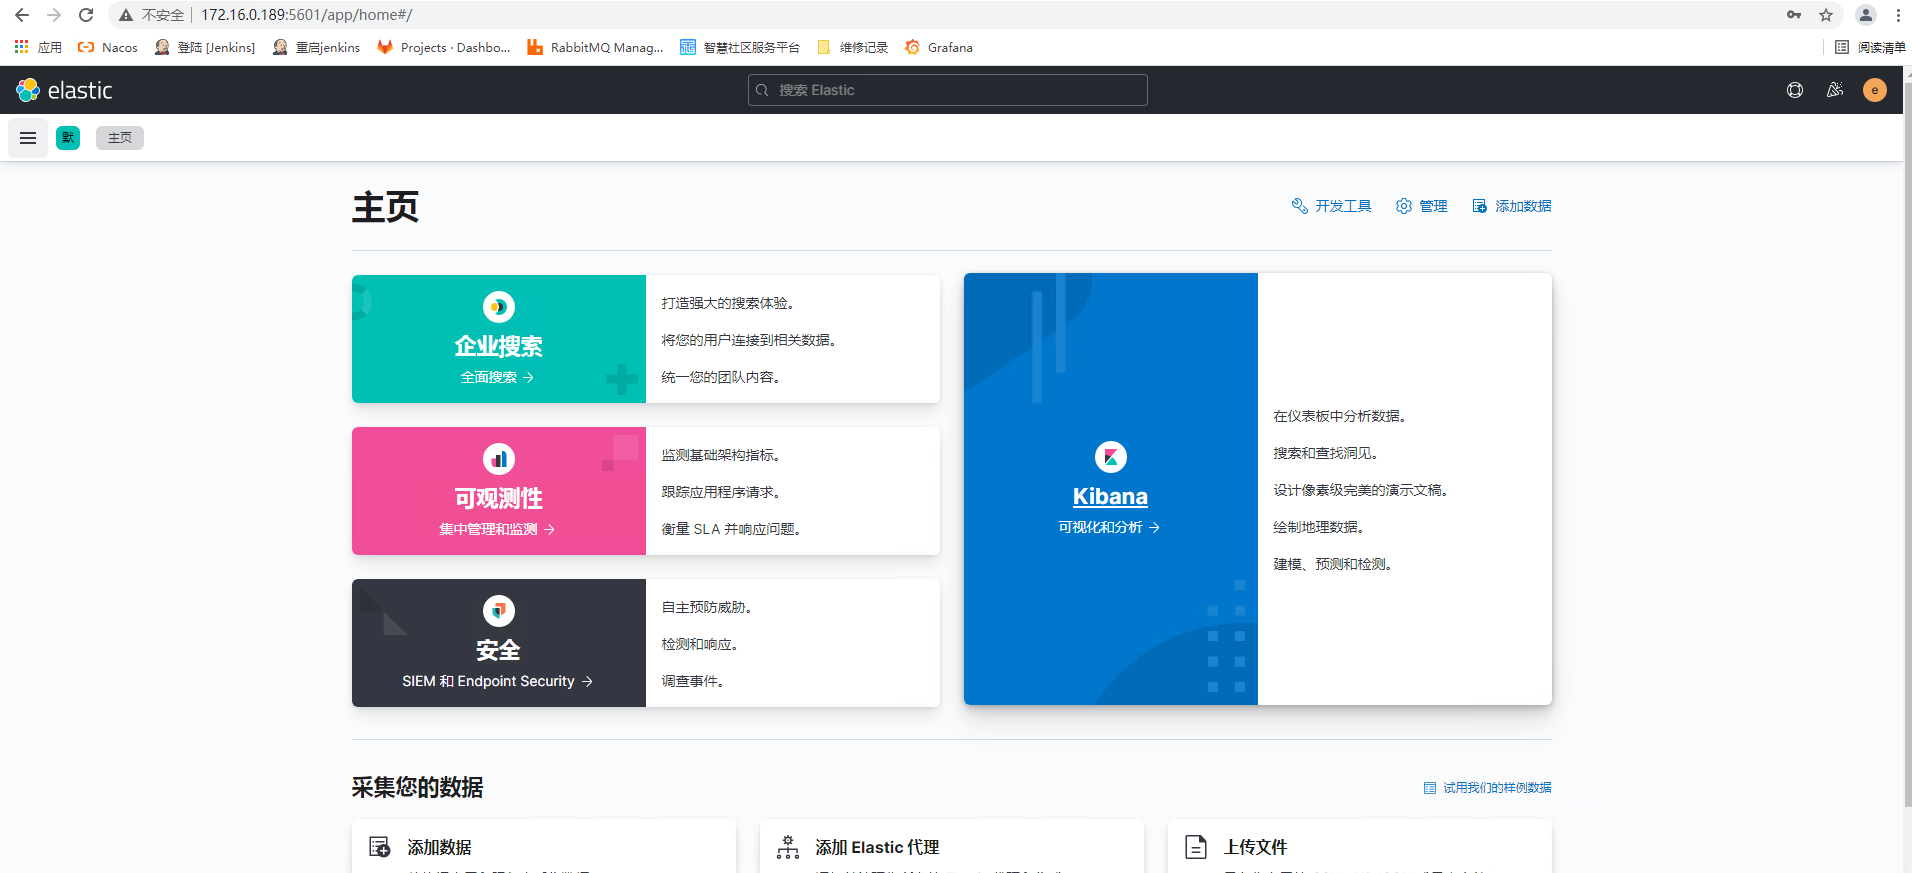 不安全 172.16.0.189:5601/app/home#/
应用 Nacos 登陆 [Jenkins] 重启jenkins Projects · Dashbo... RabbitMQ Manag... 智慧社区服务平台 维修记录 Grafana 阅读清单
elastic 搜索 Elastic e
默 主页
主页 开发工具 管理 添加数据
企业搜索
全面搜索 →
打造强大的搜索体验。
将您的用户连接到相关数据。
统一您的团队内容。
可观测性
集中管理和监测 →
监测基础架构指标。
跟踪应用程序请求。
衡量 SLA 并响应问题。
安全
SIEM 和 Endpoint Security →
自主预防威胁。
检测和响应。
调查事件。
Kibana
可视化和分析 →
在仪表板中分析数据。
搜索和查找洞见。
设计像素级完美的演示文稿。
绘制地理数据。
建模、预测和检测。
采集您的数据 试用我们的样例数据
添加数据 添加 Elastic 代理 上传文件